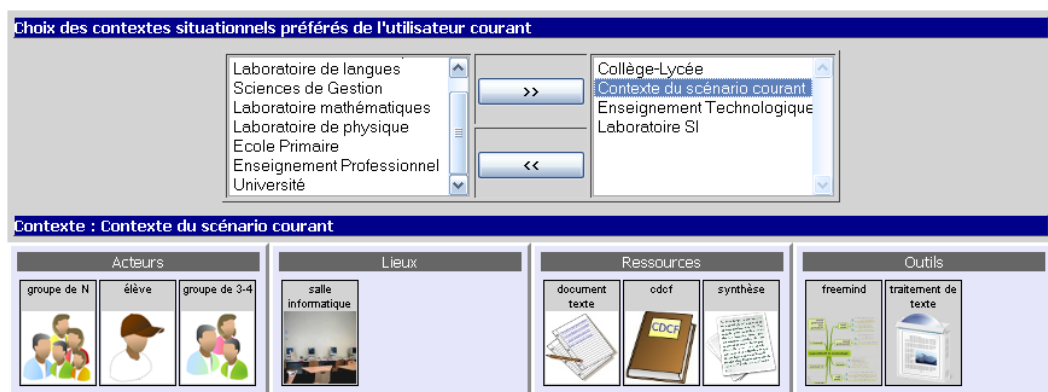 Choix des contextes situationnels préférés de l'utilisateur courant
Laboratoire de langues
Sciences de Gestion
Laboratoire mathématiques
Laboratoire de physique
Ecole Primaire
Enseignement Professionnel
Université
>>
<<
Collège-Lycée
Contexte du scénario courant
Enseignement Technologique
Laboratoire SI
Contexte : Contexte du scénario courant
Acteurs
groupe de N
élève
groupe de 3-4
Lieux
salle
informatique
Ressources
document
texte
cdcf
CDCF
synthèse
Outils
freemind
traitement de
texte